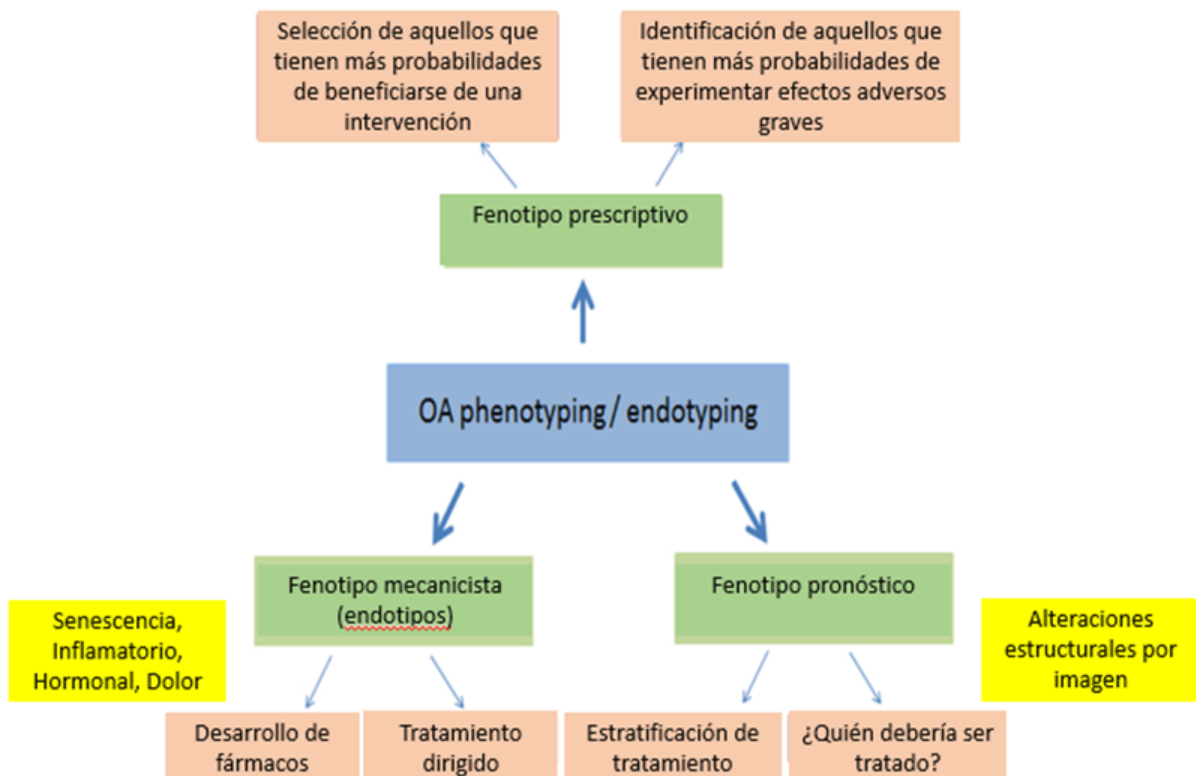 Selección de aquellos que
tienen más probabilidades
de beneficiarse de una
intervención
Identificación de aquellos que
tienen más probabilidades de
experimentar efectos adversos
graves
Fenotipo prescriptivo
OA phenotyping / endotyping
Fenotipo mecanicista
(endotipos)
Fenotipo pronóstico
Senescencia,
Inflamatorio,
Hormonal, Dolor
Alteraciones
estructurales por
imagen
Desarrollo de
fármacos
Tratamiento
dirigido
Estratificación de
tratamiento
¿Quién debería ser
tratado?